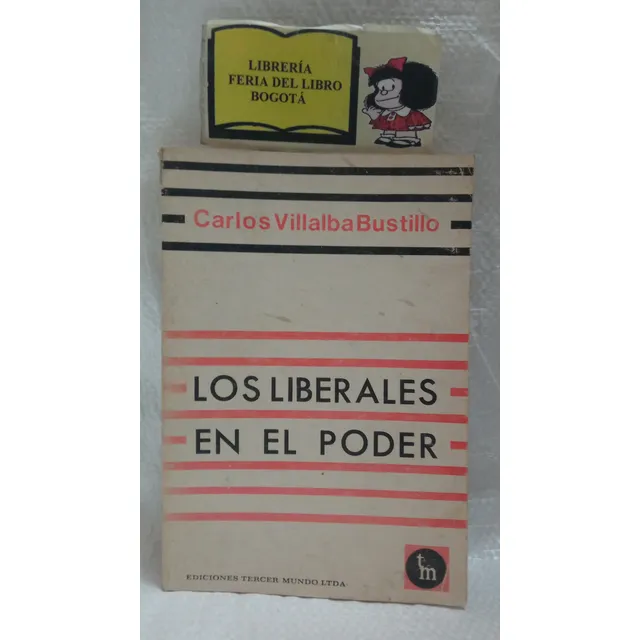 LIBRERÍA
FERIA DEL LIBRO
BOGOTÁ
Carlos Villalba Bustillo
LOS LIBERALES
EN EL PODER
EDICIONES TERCER MUNDO LTDA.
tm